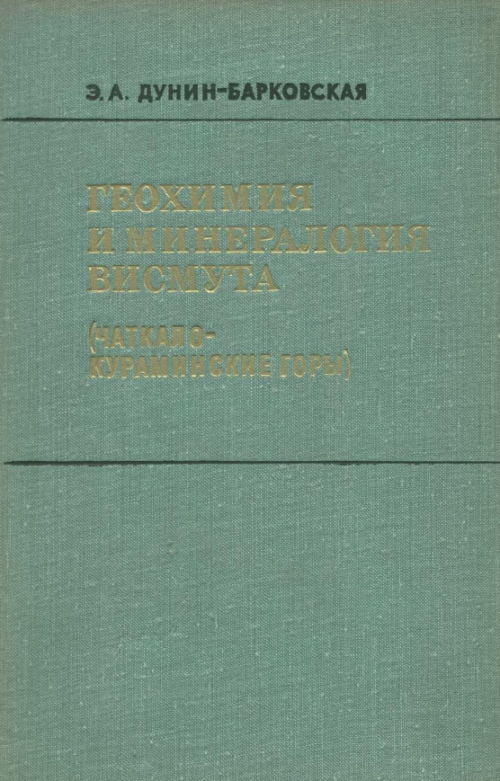 Э. А. ДУНИН-БАРКОВСКАЯ
ГЕОХИМИЯ
И МИНЕРАЛОГИЯ
ВИСМУТА
(ЧАТКАЛО-
КУРАМИНСКИЕ ГОРЫ)